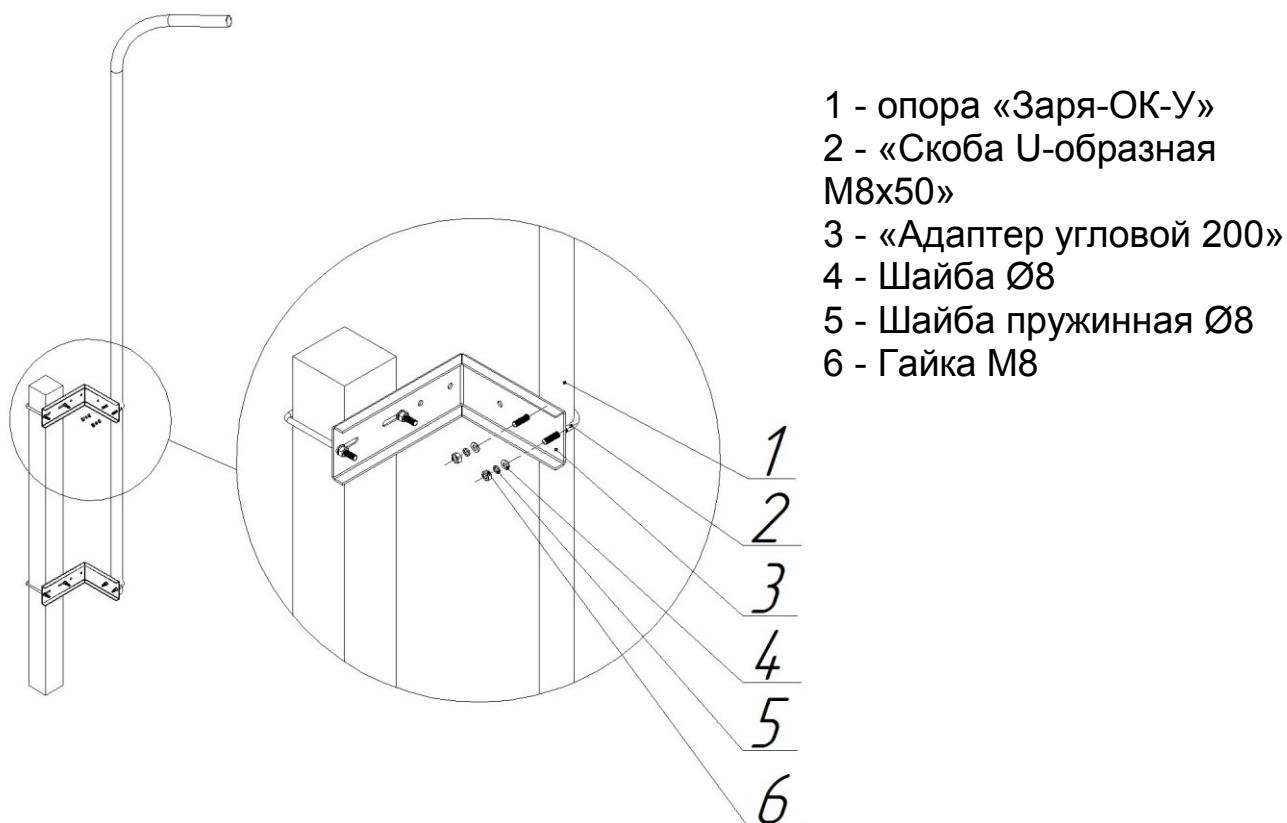 1 - опора «Заря-ОК-У»
2 - «Скоба U-образная
М8х50»
3 - «Адаптер угловой 200»
4 - Шайба Ø8
5 - Шайба пружинная Ø8
6 - Гайка М8
1
2
3
4
5
6